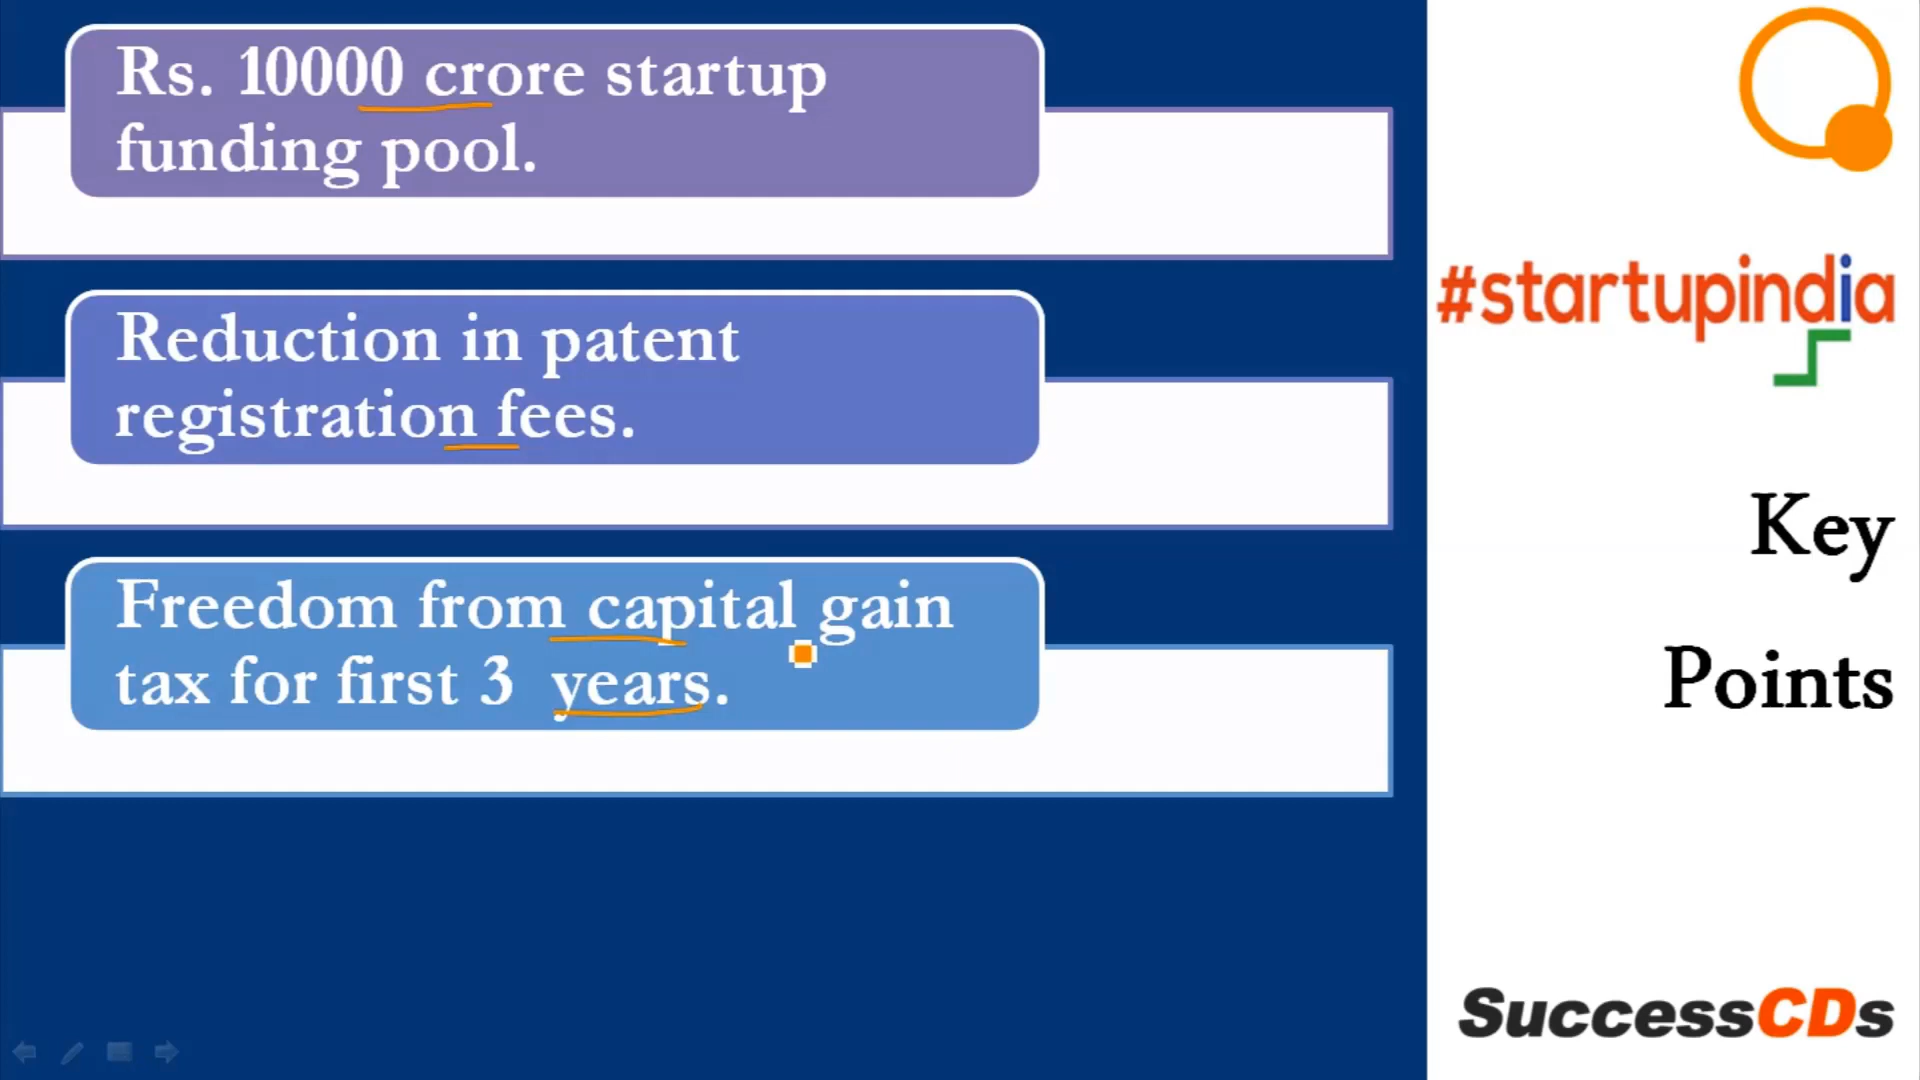 Rs. 10000 crore startup
funding pool.
Reduction in patent
registration fees.
Freedom from capital gain
tax for first 3 years.
#startupindia
Key
Points
SuccessCDs